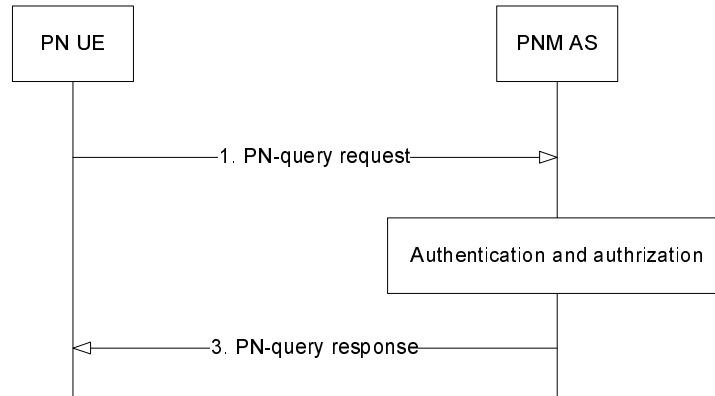 PN UE
PNM AS
1. PN-query request
Authentication and authrization
3. PN-query response